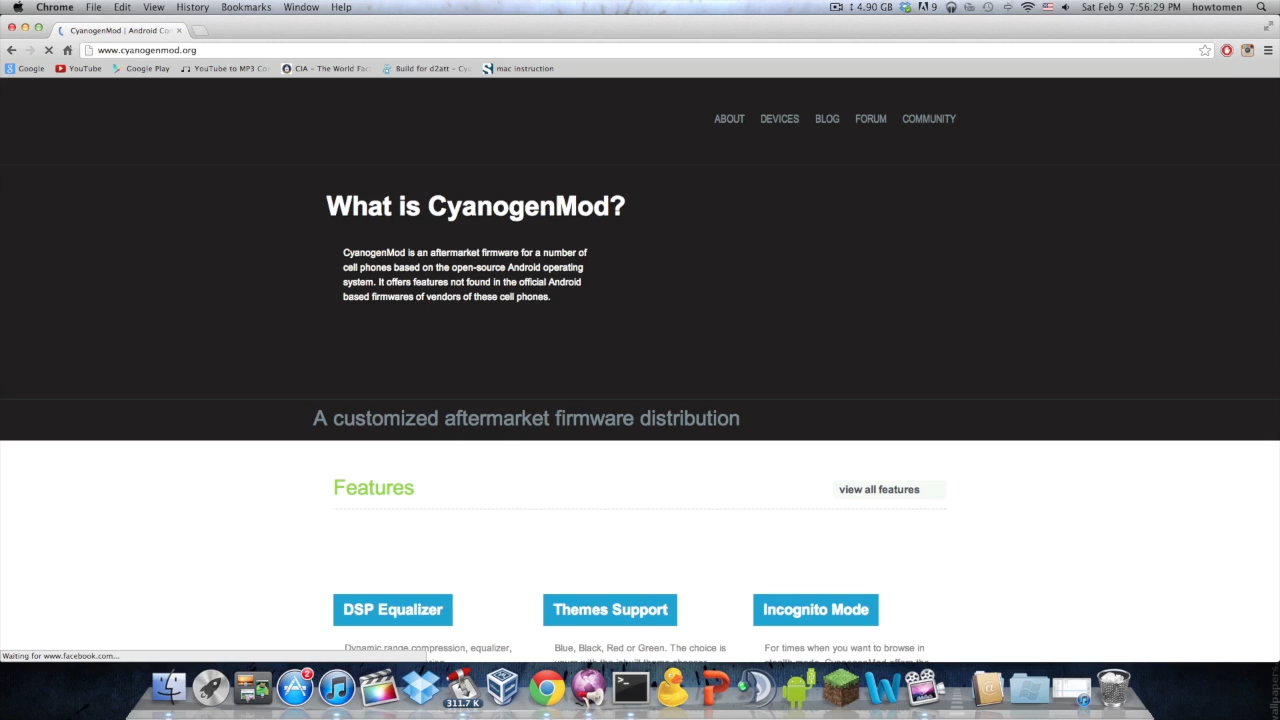 Chrome File Edit View History Bookmarks Window Help 4.90 GB 9 Sat Feb 9 7:56:29 PM howtomen
CyanogenMod | Android Co
www.cyanogenmod.org
Google YouTube Google Play YouTube to MP3 Co CIA – The World Fac Build for d2att – Cya mac instruction
ABOUT DEVICES BLOG FORUM COMMUNITY
What is CyanogenMod?
CyanogenMod is an aftermarket firmware for a number of
cell phones based on the open-source Android operating
system. It offers features not found in the official Android
based firmwares of vendors of these cell phones.
A customized aftermarket firmware distribution
Features
view all features
DSP Equalizer Themes Support Incognito Mode
Dynamic range compression, equalizer, Blue, Black, Red or Green. The choice is For times when you want to browse in
Waiting for www.facebook.com...
2
311.7 K